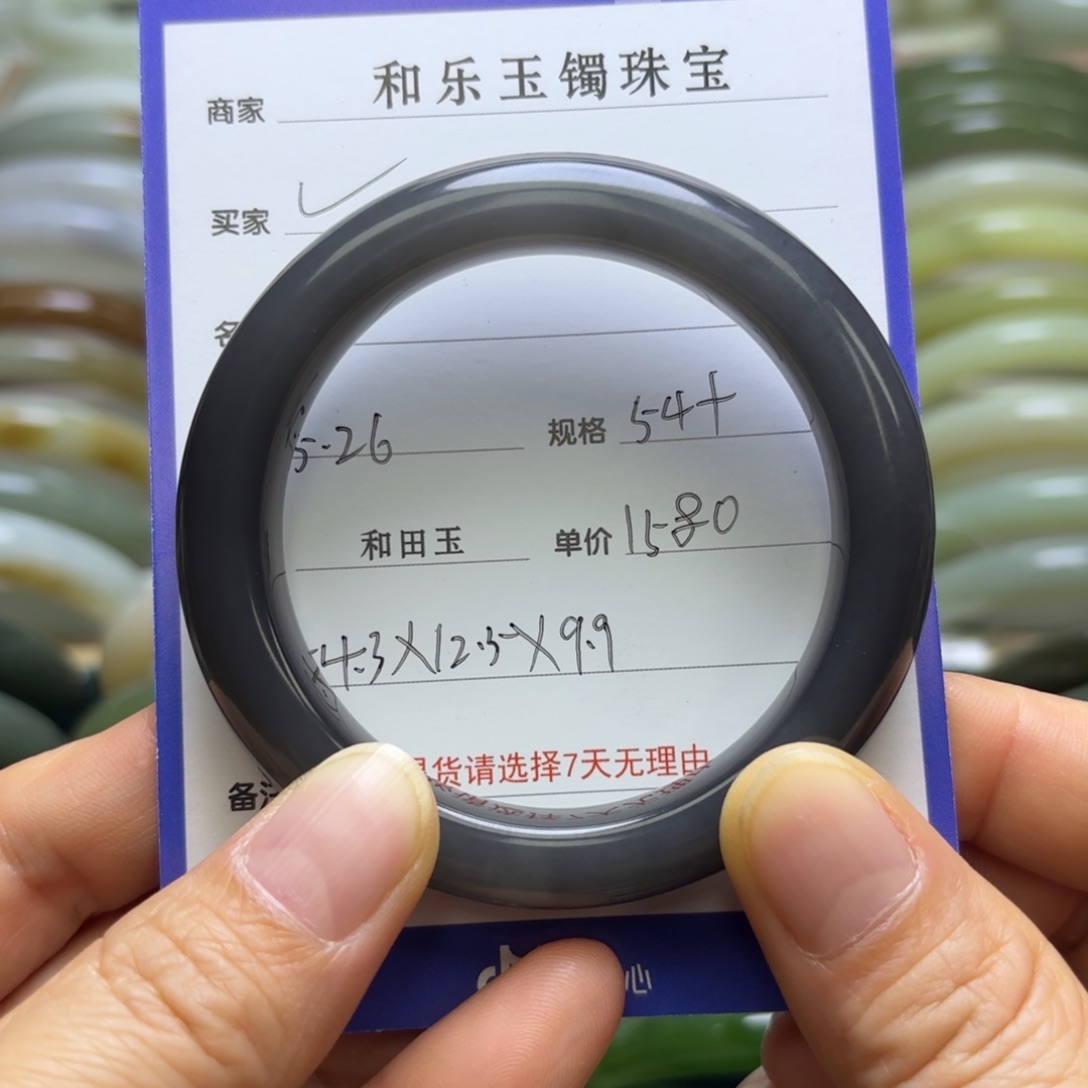 商家 和乐玉镯珠宝
买家 ✓
5.26 规格 54+
和田玉 单价 1580
54.3X12.5X9.9
货请选择7天无理由
备注
心